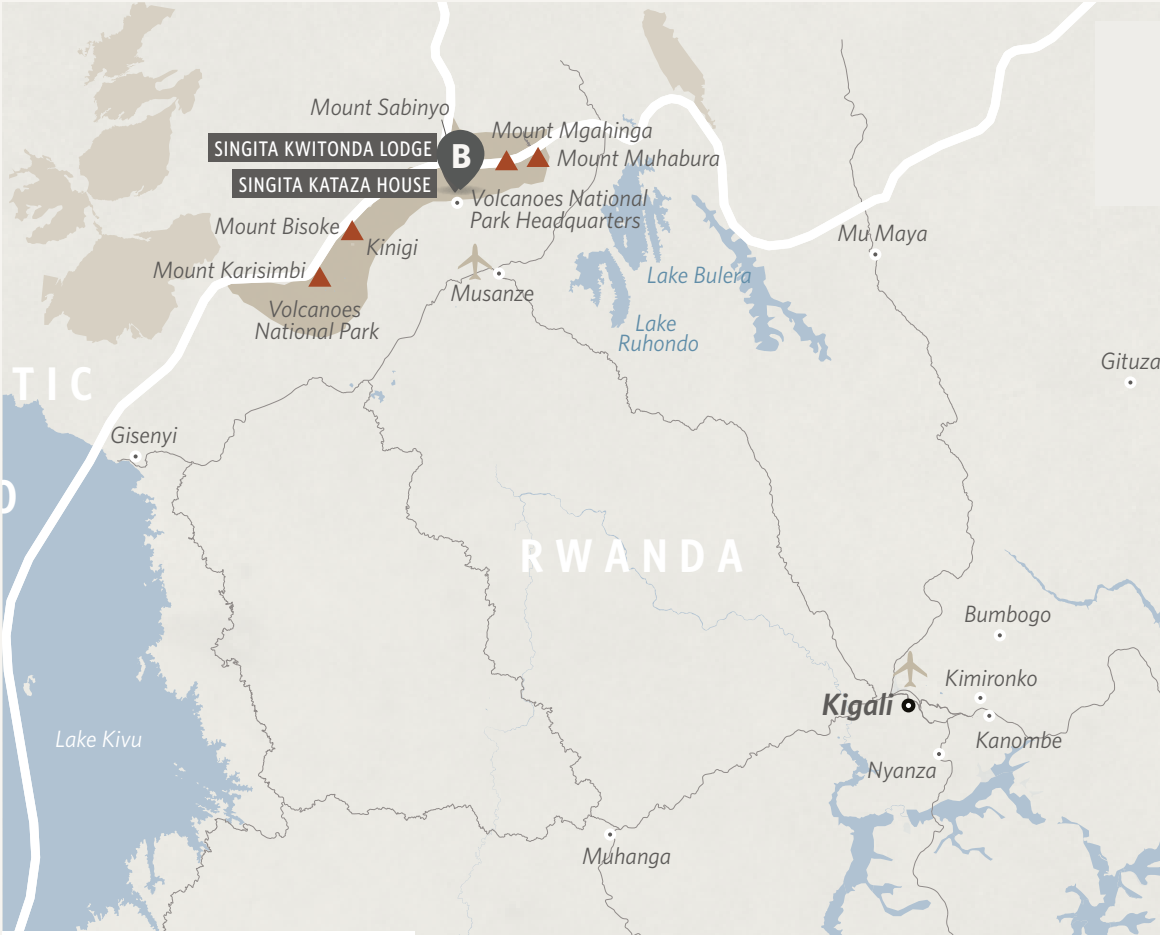 Mount Sabinyo
Mount Mgahinga
SINGITA KWITONDA LODGE
B
Mount Muhabura
SINGITA KATAZA HOUSE
Volcanoes National
Park Headquarters
Mount Bisoke
Kinigi
Mu Maya
Mount Karisimbi
Lake Bulera
Musanze
Volcanoes
National Park
Lake
Ruhondo
Gituza
TIC
Gisenyi
RWANDA
Bumbogo
Kimironko
Kigali
Lake Kivu
Kanombe
Nyanza
Muhanga